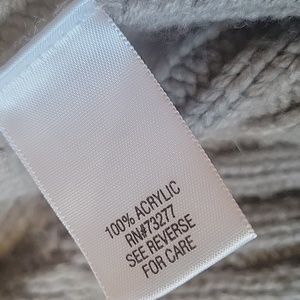 100% ACRYLIC
RN#73277
SEE REVERSE
FOR CARE